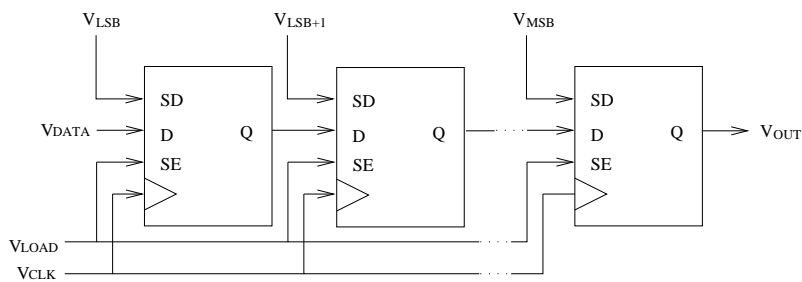 VLSB VLSB+1 VMSB
SD SD SD
VDATA D Q D Q D Q VOUT
SE SE SE
VLOAD
VCLK